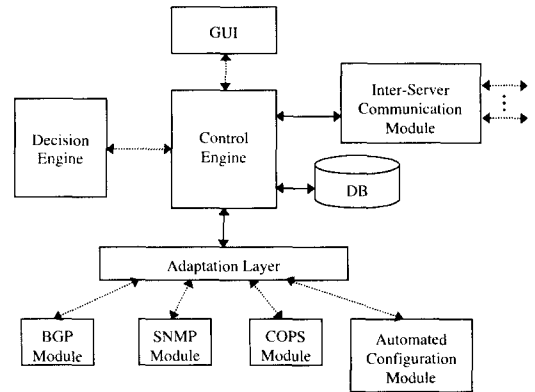 GUI
Inter-Server
Communication
Module
Decision
Engine
Control
Engine
DB
Adaptation Layer
BGP
Module
SNMP
Module
COPS
Module
Automated
Configuration
Module